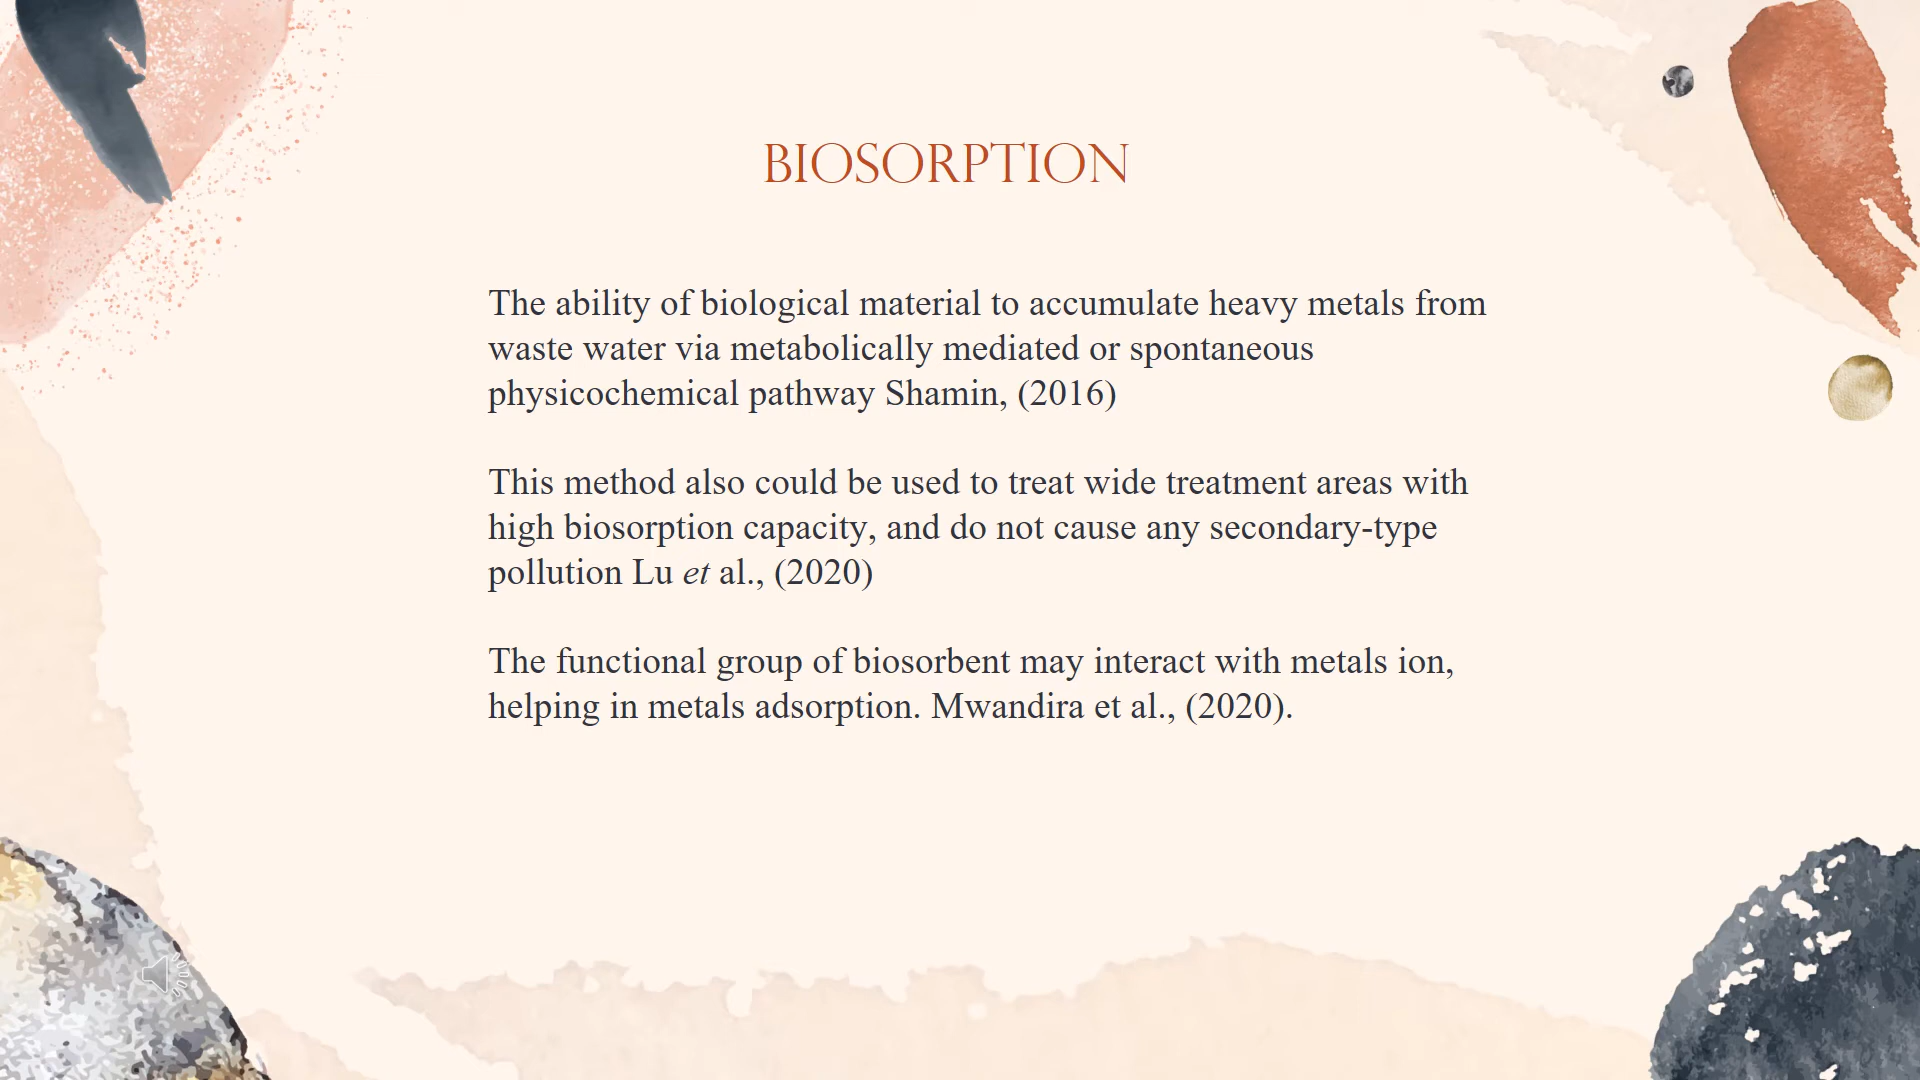 BIOSORPTION
The ability of biological material to accumulate heavy metals from
waste water via metabolically mediated or spontaneous
physicochemical pathway Shamin, (2016)
This method also could be used to treat wide treatment areas with
high biosorption capacity, and do not cause any secondary-type
pollution Lu et al., (2020)
The functional group of biosorbent may interact with metals ion,
helping in metals adsorption. Mwandira et al., (2020).